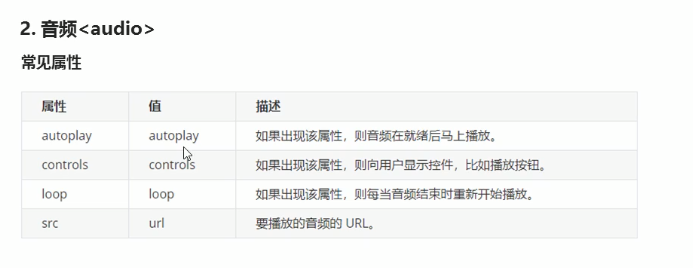 2. 音频<audio>
常见属性
属性 值 描述
autoplay autoplay 如果出现该属性，则音频在就绪后马上播放。
controls controls 如果出现该属性，则向用户显示控件，比如播放按钮。
loop loop 如果出现该属性，则每当音频结束时重新开始播放。
src url 要播放的音频的 URL。